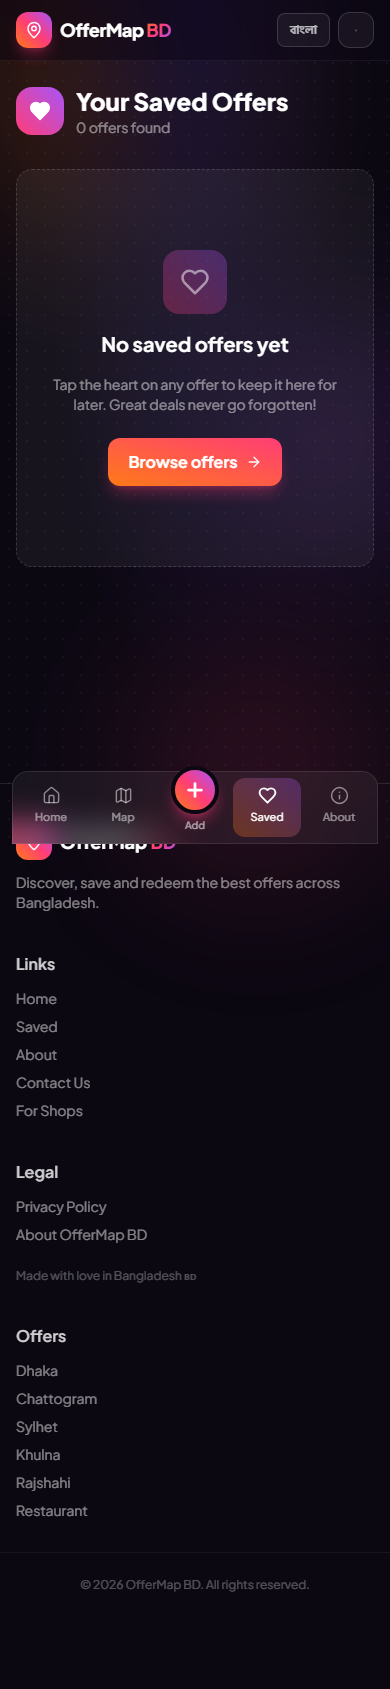 OfferMap BD
বাংলা
Your Saved Offers
0 offers found
No saved offers yet
Tap the heart on any offer to keep it here for
later. Great deals never go forgotten!
Browse offers
Home
Map
Add
Saved
About
OfferMap BD
Discover, save and redeem the best offers across
Bangladesh.
Links
Home
Saved
About
Contact Us
For Shops
Legal
Privacy Policy
About OfferMap BD
Made with love in Bangladesh BD
Offers
Dhaka
Chattogram
Sylhet
Khulna
Rajshahi
Restaurant
© 2026 OfferMap BD. All rights reserved.